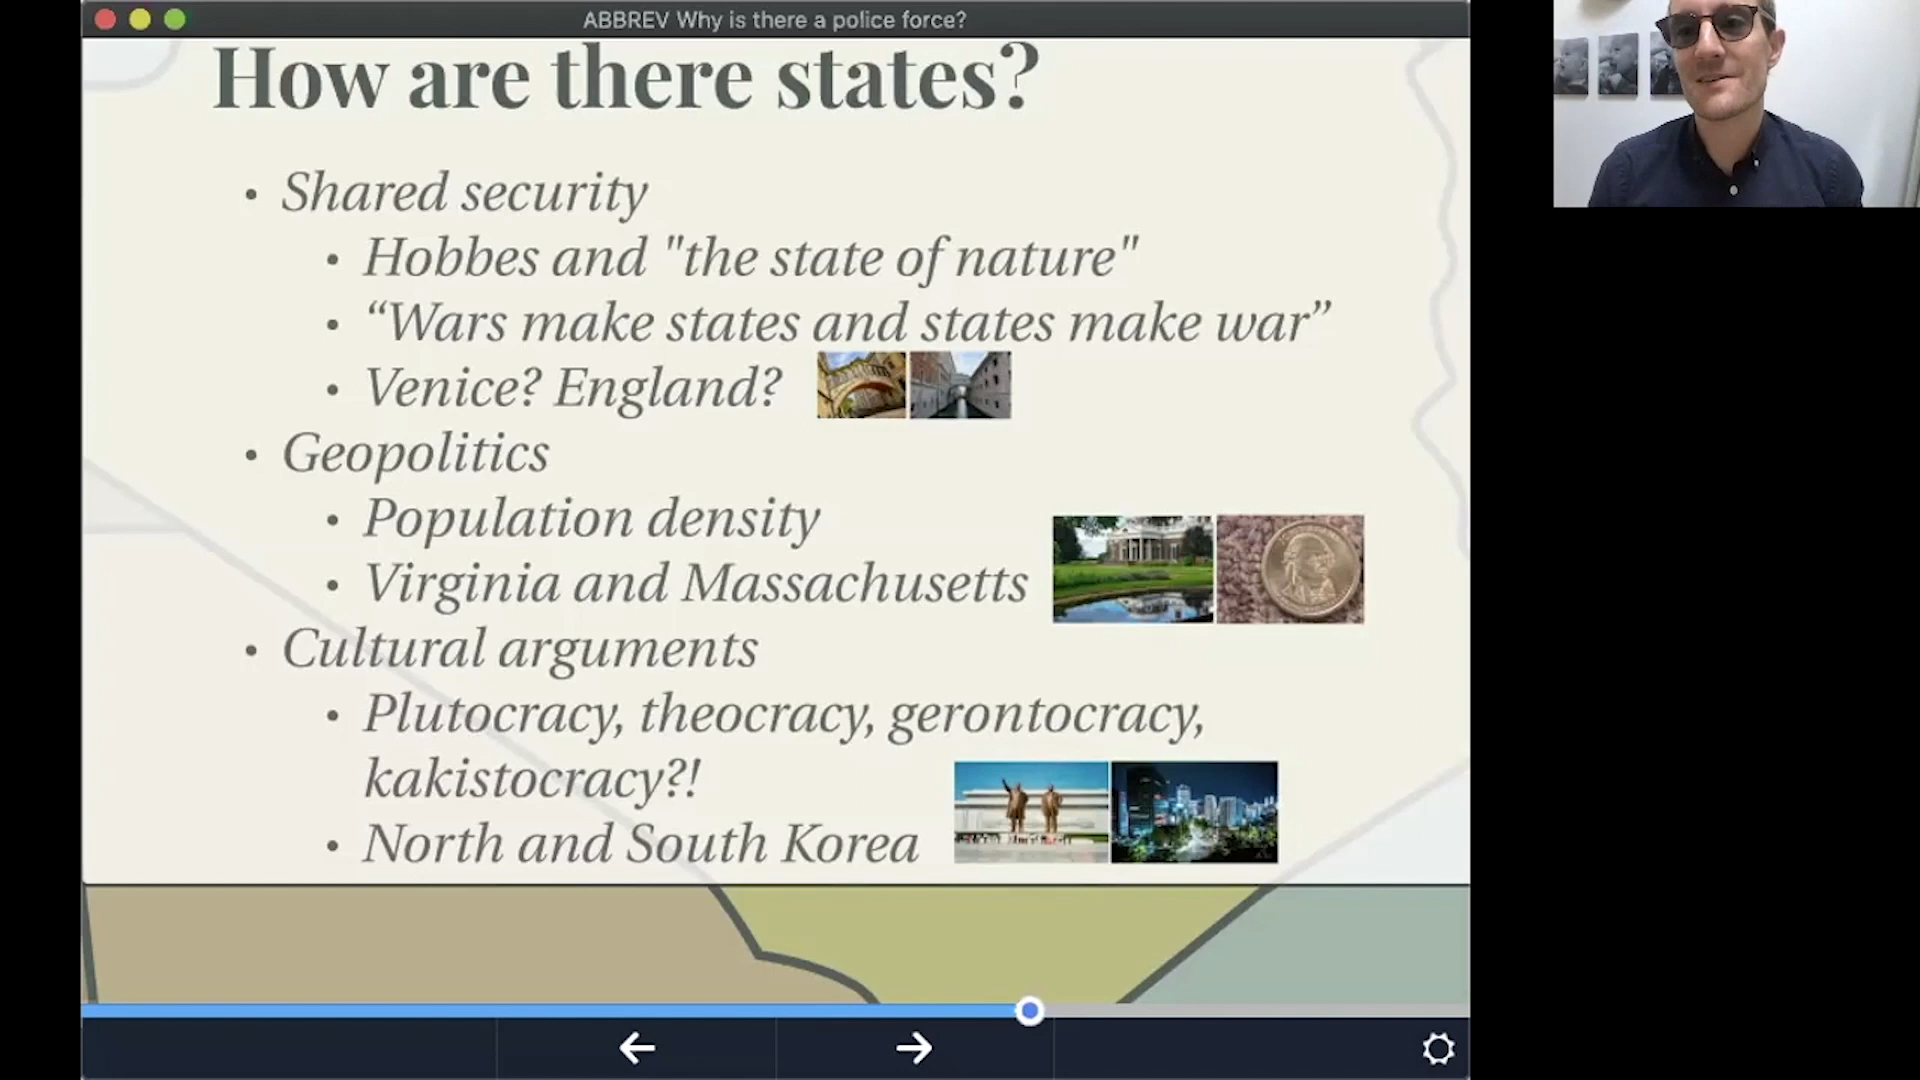 ABBREV Why is there a police force?
How are there states?
• Shared security
• Hobbes and "the state of nature"
• “Wars make states and states make war”
• Venice? England?
• Geopolitics
• Population density
• Virginia and Massachusetts
• Cultural arguments
• Plutocracy, theocracy, gerontocracy,
kakistocracy?!
• North and South Korea